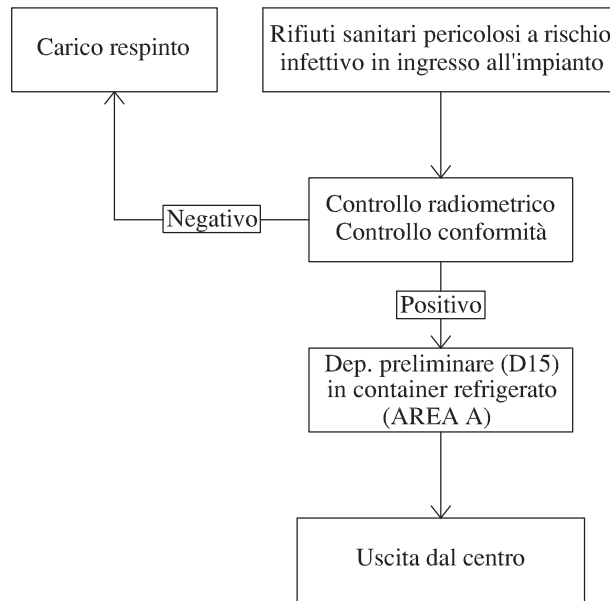 Carico respinto
Rifiuti sanitari pericolosi a rischio
infettivo in ingresso all'impianto
Controllo radiometrico
Controllo conformità
Negativo
Positivo
Dep. preliminare (D15)
in container refrigerato
(AREA A)
Uscita dal centro